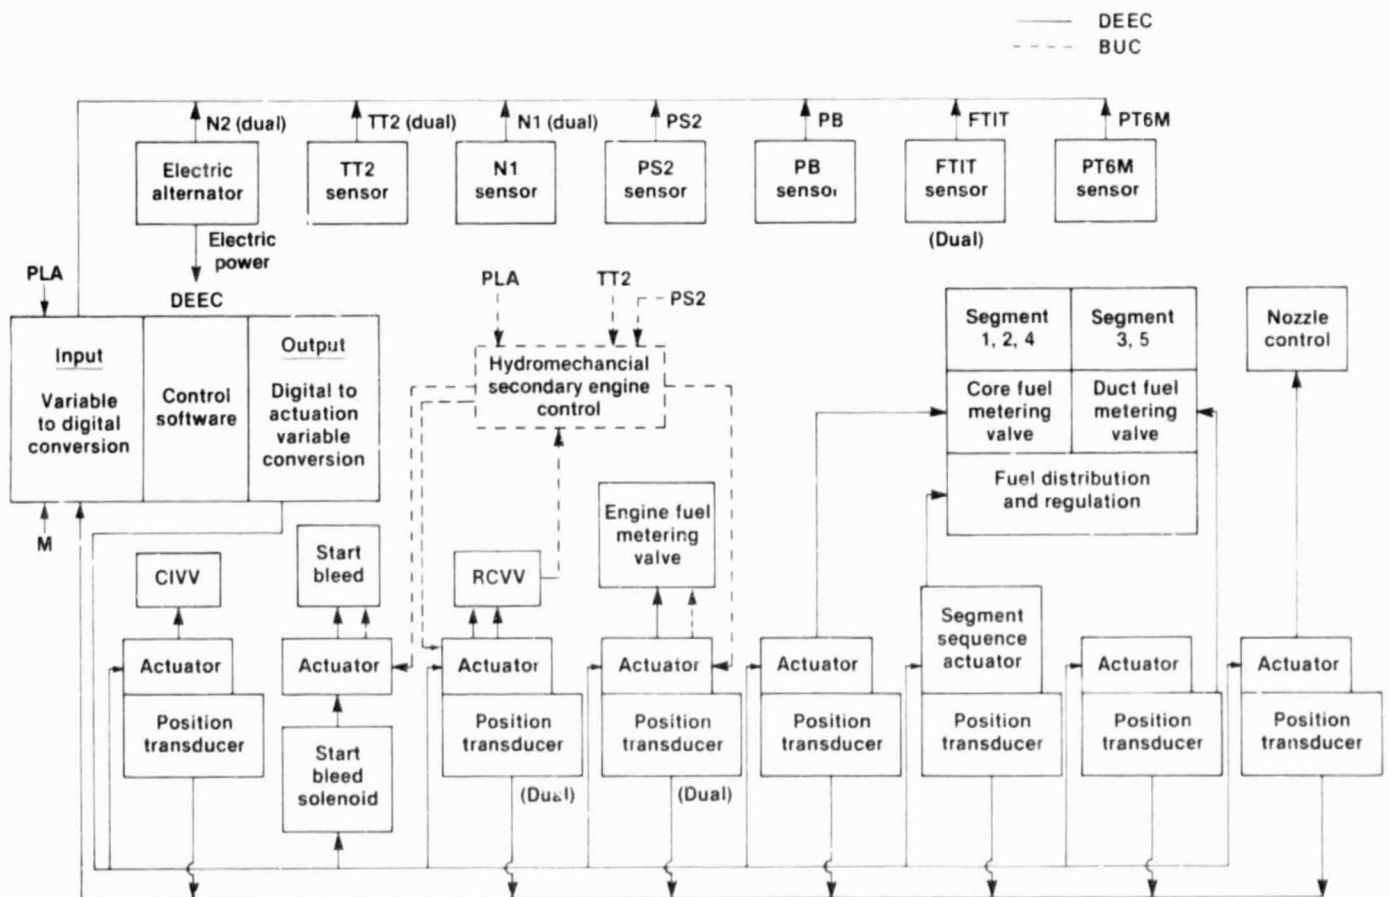 DEEC
BUC
N2 (dual)
TT2 (dual)
N1 (dual)
PS2
PB
FTIT
PT6M
Electric
alternator
TT2
sensor
N1
sensor
PS2
sensor
PB
sensor
FTIT
sensor
PT6M
sensor
(Dual)
Electric
power
PLA
DEEC
PLA
TT2
PS2
Input
Variable
to digital
conversion
Control
software
Output
Digital to
actuation
variable
conversion
Hydromechancial
secondary engine
control
Segment
1, 2, 4
Segment
3, 5
Nozzle
control
Core fuel
metering
valve
Duct fuel
metering
valve
Fuel distribution
and regulation
M
CIVV
Start
bleed
RCVV
Engine fuel
metering
valve
Actuator
Actuator
Actuator
Actuator
Actuator
Segment
sequence
actuator
Actuator
Actuator
Position
transducer
Start
bleed
solenoid
Position
transducer
Position
transducer
Position
transducer
Position
transducer
Position
transducer
Position
transducer
(Dual)
(Dual)